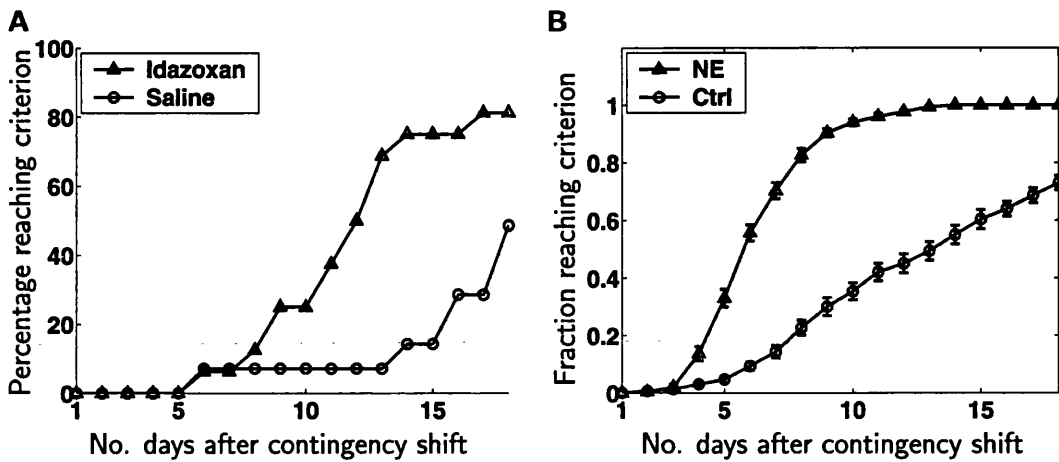 A
Percentage reaching criterion
100
80
60
40
20
0
Idazoxan
Saline
1
5
10
15
No. days after contingency shift
B
Fraction reaching criterion
1
0.8
0.6
0.4
0.2
0
NE
Ctrl
1
5
10
15
No. days after contingency shift